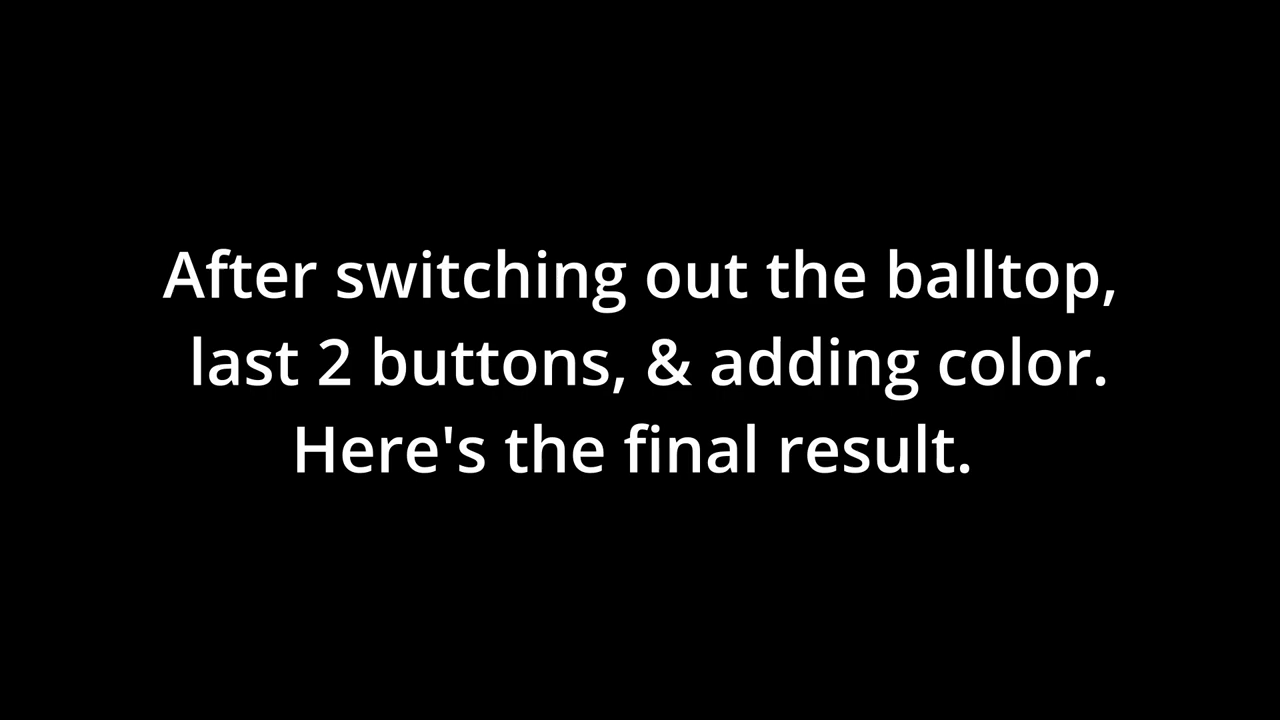 After switching out the balltop,
last 2 buttons, & adding color.
Here's the final result.